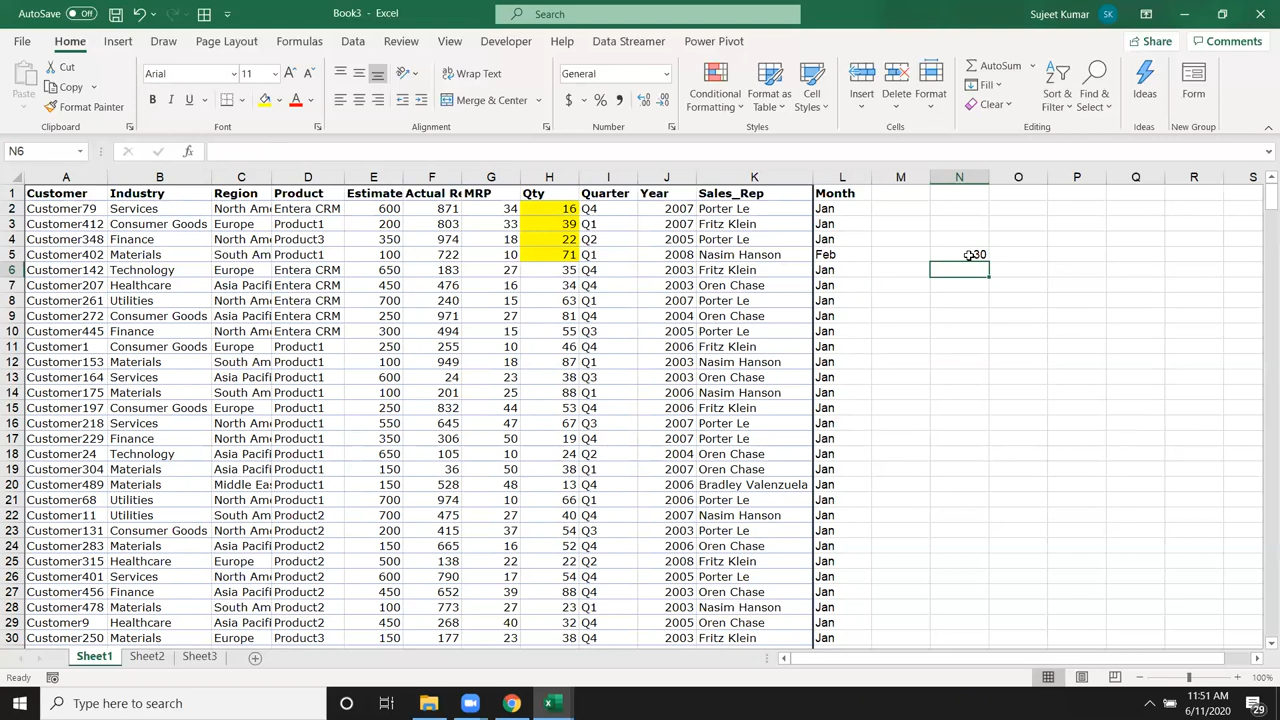 AutoSave Off Book3 - Excel Search Sujeet Kumar SK
File Home Insert Draw Page Layout Formulas Data Review View Developer Help Data Streamer Power Pivot Share Comments
Paste Cut Copy Format Painter Clipboard
Arial 11 B I U Font
Wrap Text Merge & Center Alignment
General $ % Number
Conditional Formatting Format as Table Cell Styles Styles
Insert Delete Format Cells
AutoSum Fill Clear Sort & Filter Find & Select Editing
Ideas Ideas
Form New Group
N6 fx
A B C D E F G H I J K L M N O P Q R S
1 Customer Industry Region Product Estimate Actual Re MRP Qty Quarter Year Sales_Rep Month
2 Customer79 Services North Ame Entera CRM 600 871 34 16 Q4 2007 Porter Le Jan
3 Customer412 Consumer Goods Europe Product1 200 803 33 39 Q1 2007 Fritz Klein Jan
4 Customer348 Finance North Ame Product3 350 974 18 22 Q2 2005 Porter Le Jan
5 Customer402 Materials South Am Product1 100 722 10 71 Q1 2008 Nasim Hanson Feb 30
6 Customer142 Technology Europe Entera CRM 650 183 27 35 Q4 2003 Fritz Klein Jan
7 Customer207 Healthcare Asia Pacifi Entera CRM 450 476 16 34 Q4 2003 Oren Chase Jan
8 Customer261 Utilities North Ame Entera CRM 700 240 15 63 Q1 2007 Porter Le Jan
9 Customer272 Consumer Goods Asia Pacifi Entera CRM 250 971 27 81 Q4 2004 Oren Chase Jan
10 Customer445 Finance North Ame Entera CRM 300 494 15 55 Q3 2005 Porter Le Jan
11 Customer1 Consumer Goods Europe Product1 250 255 10 46 Q4 2006 Fritz Klein Jan
12 Customer153 Materials South Am Product1 100 949 18 87 Q1 2003 Nasim Hanson Jan
13 Customer164 Services Asia Pacifi Product1 600 24 23 38 Q3 2003 Oren Chase Jan
14 Customer175 Materials South Am Product1 100 201 25 88 Q1 2006 Nasim Hanson Jan
15 Customer197 Consumer Goods Europe Product1 250 832 44 53 Q4 2006 Fritz Klein Jan
16 Customer218 Services North Ame Product1 550 645 47 67 Q3 2007 Porter Le Jan
17 Customer229 Finance North Ame Product1 350 306 50 19 Q4 2007 Porter Le Jan
18 Customer24 Technology Asia Pacifi Product1 650 105 10 24 Q2 2004 Oren Chase Jan
19 Customer304 Materials Asia Pacifi Product1 150 36 50 38 Q1 2007 Oren Chase Jan
20 Customer489 Materials Middle Eas Product1 150 528 48 13 Q4 2006 Bradley Valenzuela Jan
21 Customer68 Utilities North Ame Product1 700 974 10 66 Q1 2006 Porter Le Jan
22 Customer11 Utilities South Am Product2 700 475 27 40 Q4 2007 Nasim Hanson Jan
23 Customer131 Consumer Goods North Ame Product2 200 415 37 54 Q3 2003 Porter Le Jan
24 Customer283 Materials Asia Pacifi Product2 150 665 16 52 Q4 2006 Oren Chase Jan
25 Customer315 Healthcare Europe Product2 500 138 22 22 Q2 2008 Fritz Klein Jan
26 Customer401 Services North Ame Product2 600 790 17 54 Q4 2005 Porter Le Jan
27 Customer456 Finance Asia Pacifi Product2 450 652 39 88 Q4 2003 Oren Chase Jan
28 Customer478 Materials South Am Product2 100 773 27 23 Q1 2003 Nasim Hanson Jan
29 Customer9 Healthcare Asia Pacifi Product2 450 268 40 32 Q4 2003 Oren Chase Jan
30 Customer250 Materials Europe Product3 150 177 23 38 Q4 2003 Fritz Klein Jan
Sheet1 Sheet2 Sheet3
Ready 100%
Type here to search 11:51 AM
6/11/2020 29